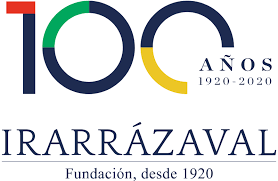 100
AÑOS
1920-2020
IRARRÁZAVAL
Fundación, desde 1920